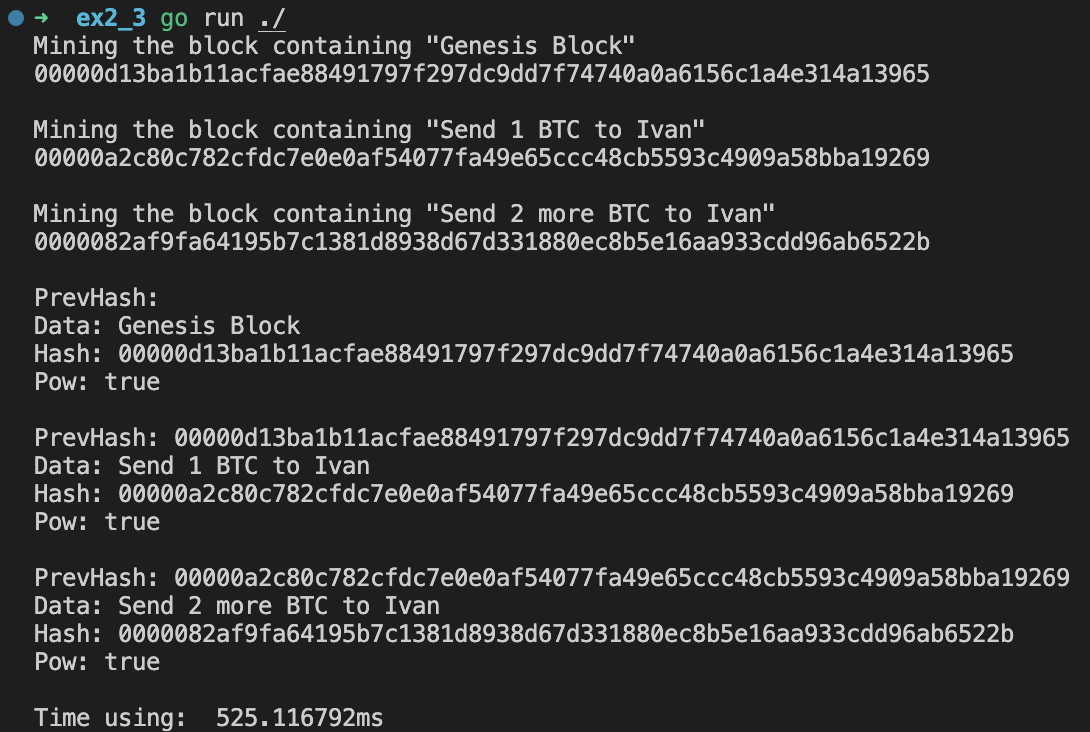 ➜  ex2_3 go run ./
Mining the block containing "Genesis Block"
00000d13ba1b11acfae88491797f297dc9dd7f74740a0a6156c1a4e314a13965
Mining the block containing "Send 1 BTC to Ivan"
00000a2c80c782cfdc7e0e0af54077fa49e65ccc48cb5593c4909a58bba19269
Mining the block containing "Send 2 more BTC to Ivan"
0000082af9fa64195b7c1381d8938d67d331880ec8b5e16aa933cdd96ab6522b
PrevHash:
Data: Genesis Block
Hash: 00000d13ba1b11acfae88491797f297dc9dd7f74740a0a6156c1a4e314a13965
Pow: true
PrevHash: 00000d13ba1b11acfae88491797f297dc9dd7f74740a0a6156c1a4e314a13965
Data: Send 1 BTC to Ivan
Hash: 00000a2c80c782cfdc7e0e0af54077fa49e65ccc48cb5593c4909a58bba19269
Pow: true
PrevHash: 00000a2c80c782cfdc7e0e0af54077fa49e65ccc48cb5593c4909a58bba19269
Data: Send 2 more BTC to Ivan
Hash: 0000082af9fa64195b7c1381d8938d67d331880ec8b5e16aa933cdd96ab6522b
Pow: true
Time using:  525.116792ms